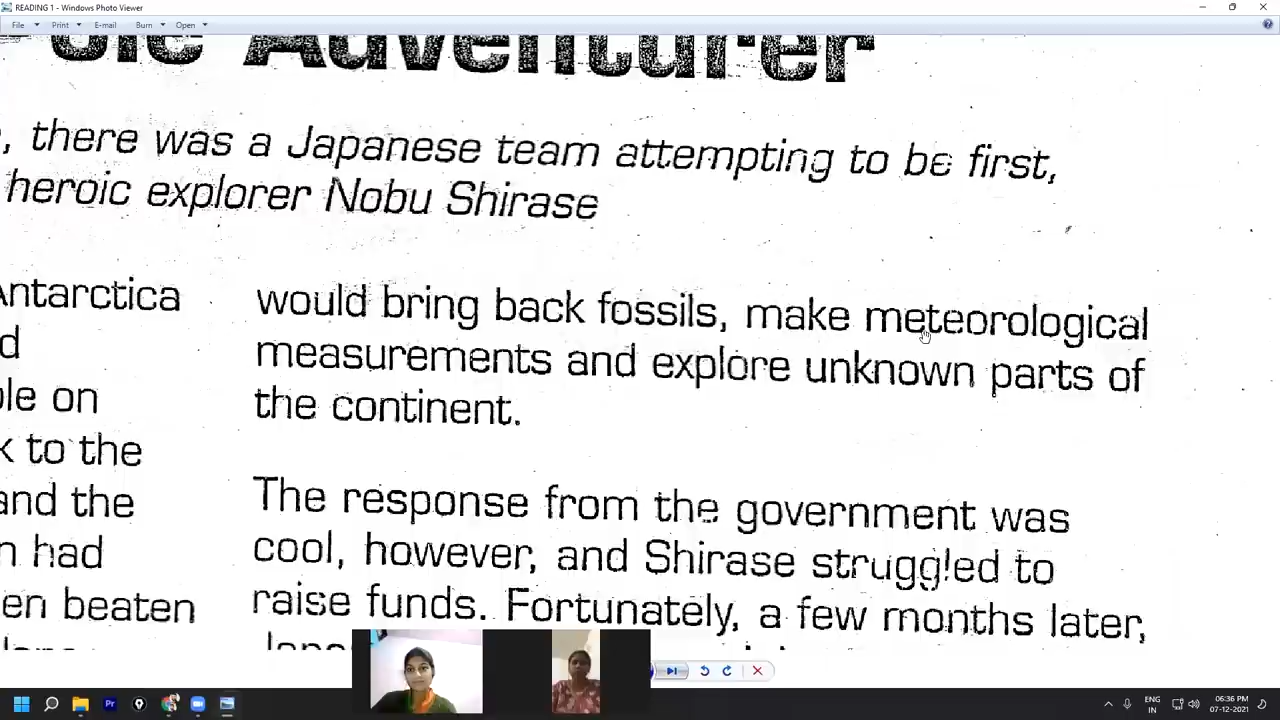 READING 1 - Windows Photo Viewer
File Print E-mail Burn Open
Pole Adventurer
there was a Japanese team attempting to be first,
heroic explorer Nobu Shirase
Antarctica
on
to the
and the
had
beaten
would bring back fossils, make meteorological
measurements and explore unknown parts of
the continent.
The response from the government was
cool, however, and Shirase struggled to
raise funds. Fortunately, a few months later,
Pr
ENG
IN
06:36 PM
07-12-2021